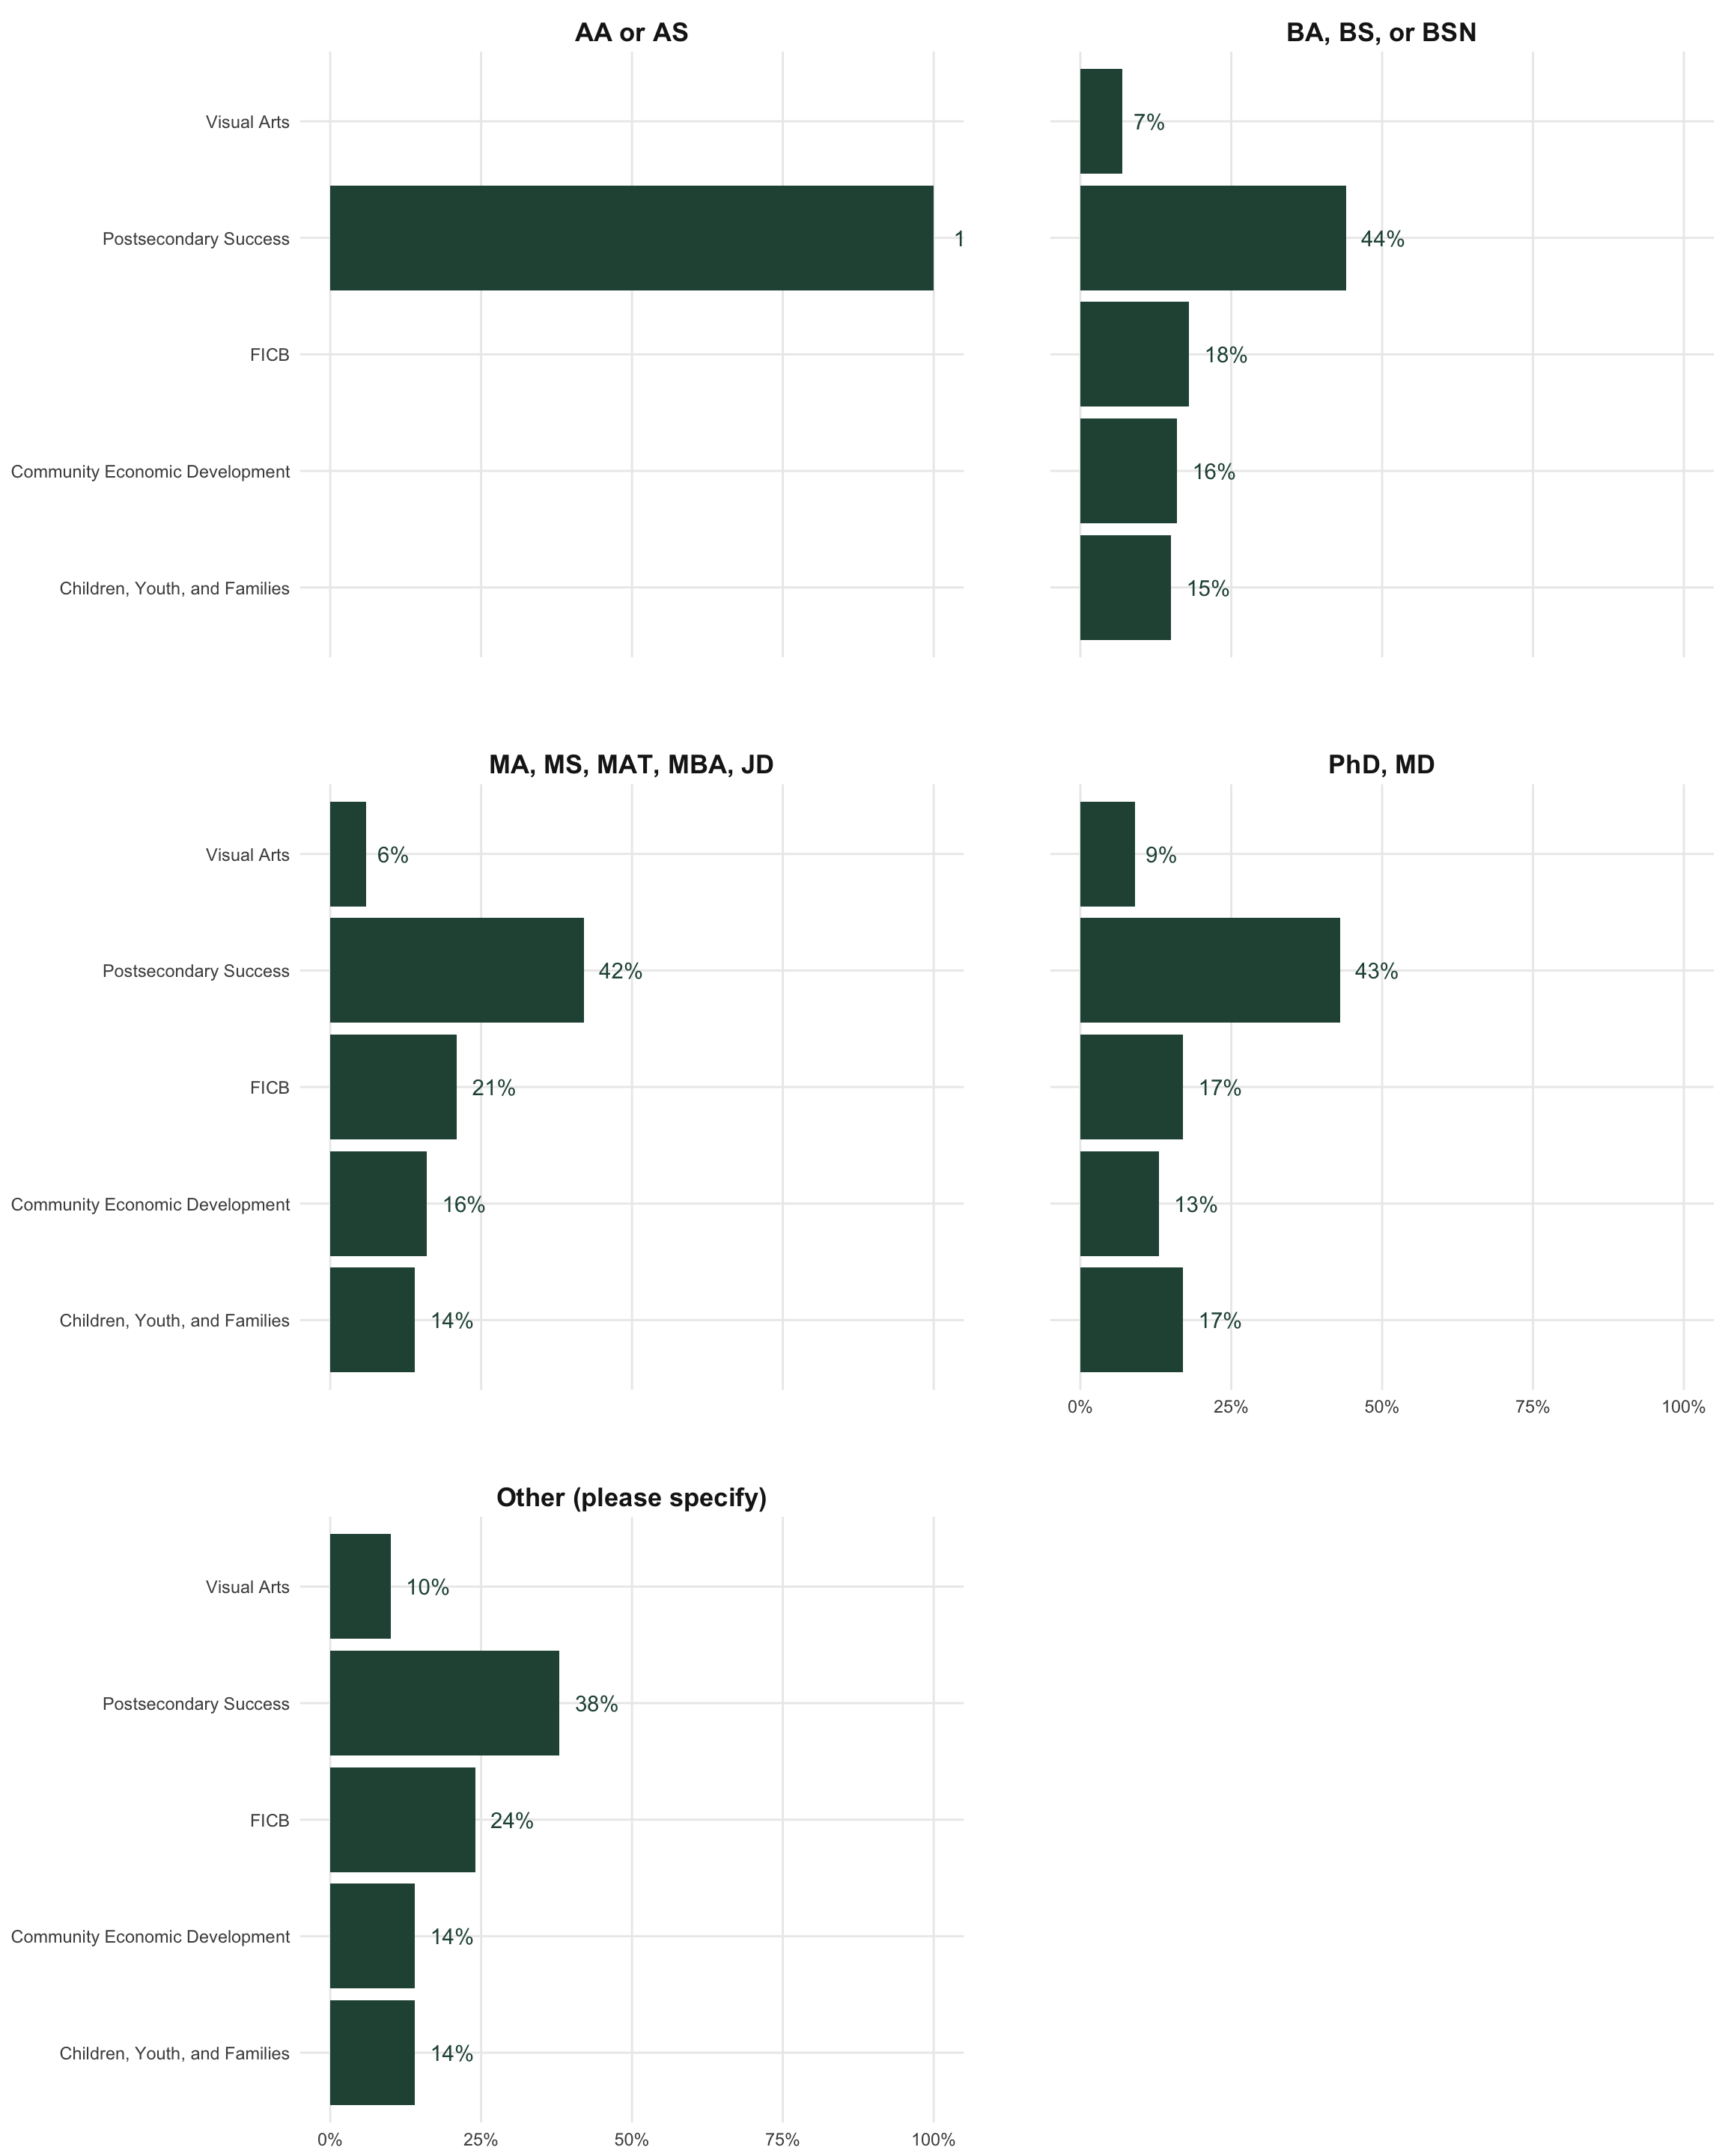 AA or AS
BA, BS, or BSN
Visual Arts
7%
Postsecondary Success
1
44%
FICB
18%
Community Economic Development
16%
Children, Youth, and Families
15%
MA, MS, MAT, MBA, JD
PhD, MD
Visual Arts
6%
9%
Postsecondary Success
42%
43%
FICB
21%
17%
Community Economic Development
16%
13%
Children, Youth, and Families
14%
17%
0% 25% 50% 75% 100%
Other (please specify)
Visual Arts
10%
Postsecondary Success
38%
FICB
24%
Community Economic Development
14%
Children, Youth, and Families
14%
0% 25% 50% 75% 100%